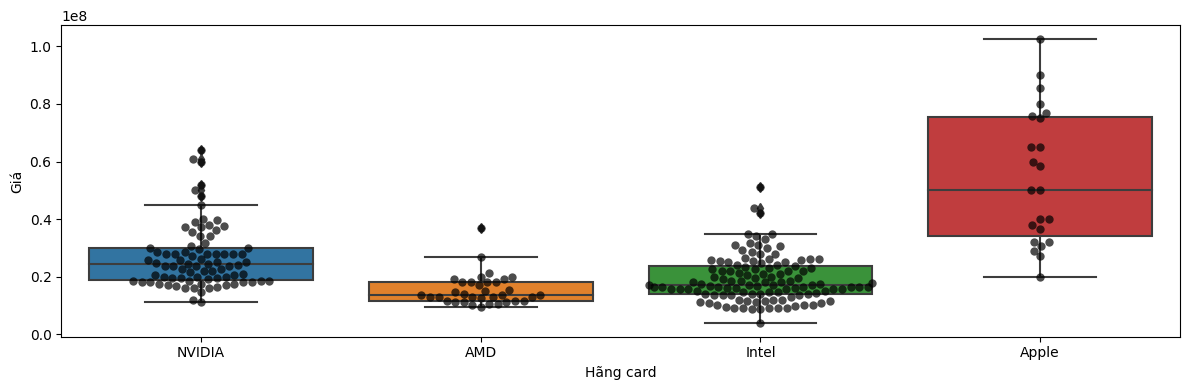 1e8
1.0
0.8
0.6
0.4
0.2
0.0
Giá
NVIDIA
AMD
Intel
Apple
Hãng card